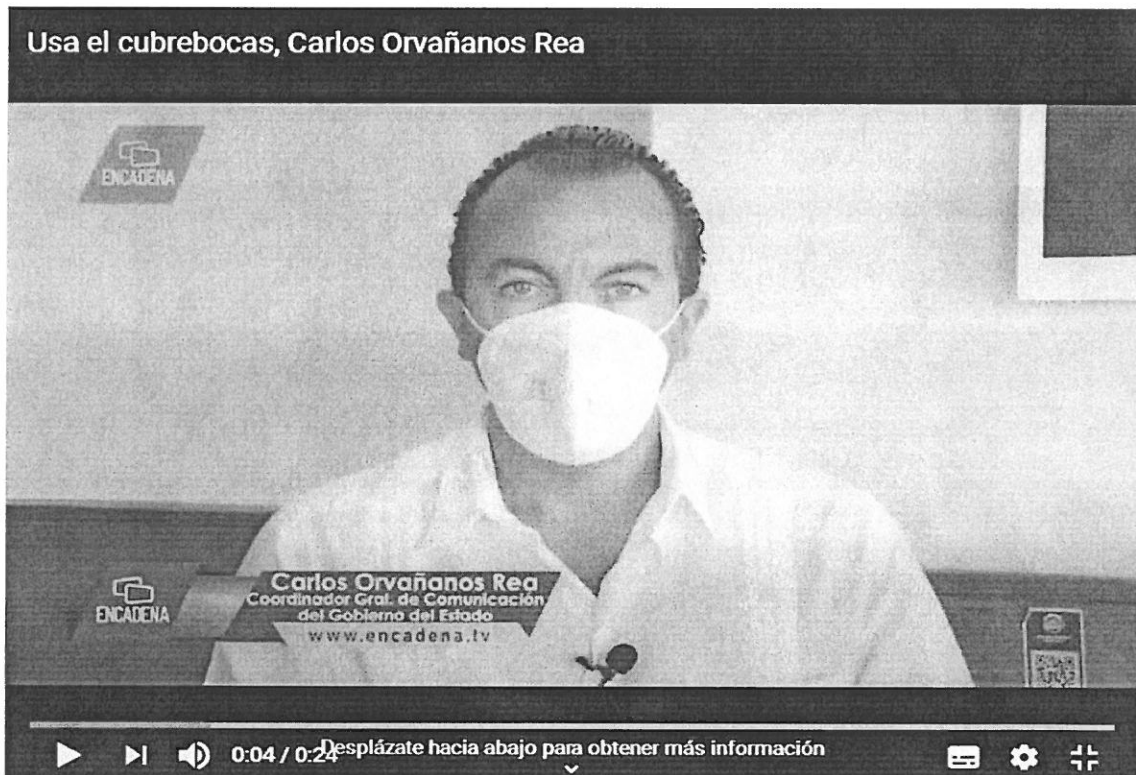 Usa el cubrebocas, Carlos Orvañanos Rea
ENCADENA
ENCADENA
Carlos Orvañanos Rea
Coordinador Gral. de Comunicación
del Gobierno del Estado
www.encadena.tv
0:04 / 0:24
Desplázate hacia abajo para obtener más información